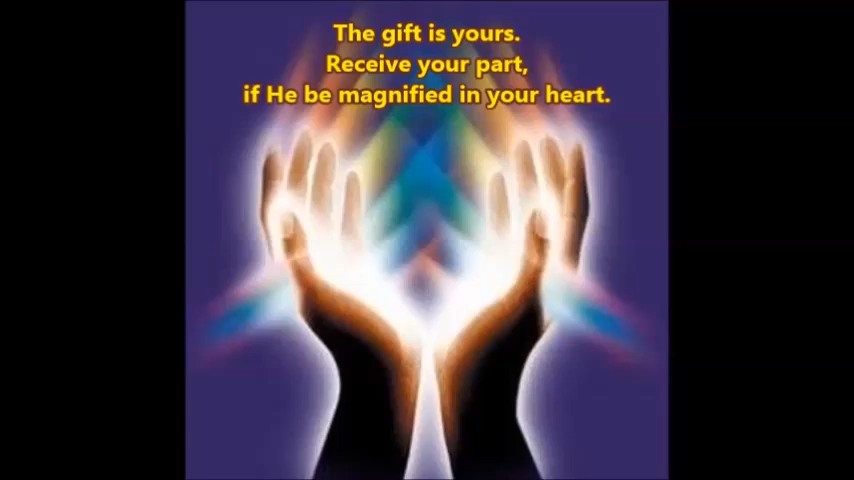 The gift is yours.
Receive your part,
if He be magnified in your heart.